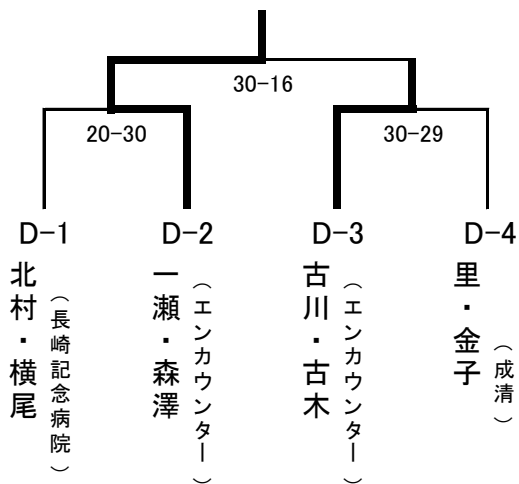 30-16
20-30
30-29
D-1
D-2
D-3
D-4
北村・横尾
（長崎記念病院）
一瀬・森澤
（エンカウンター）
古川・古木
（エンカウンター）
里・金子
（成清）